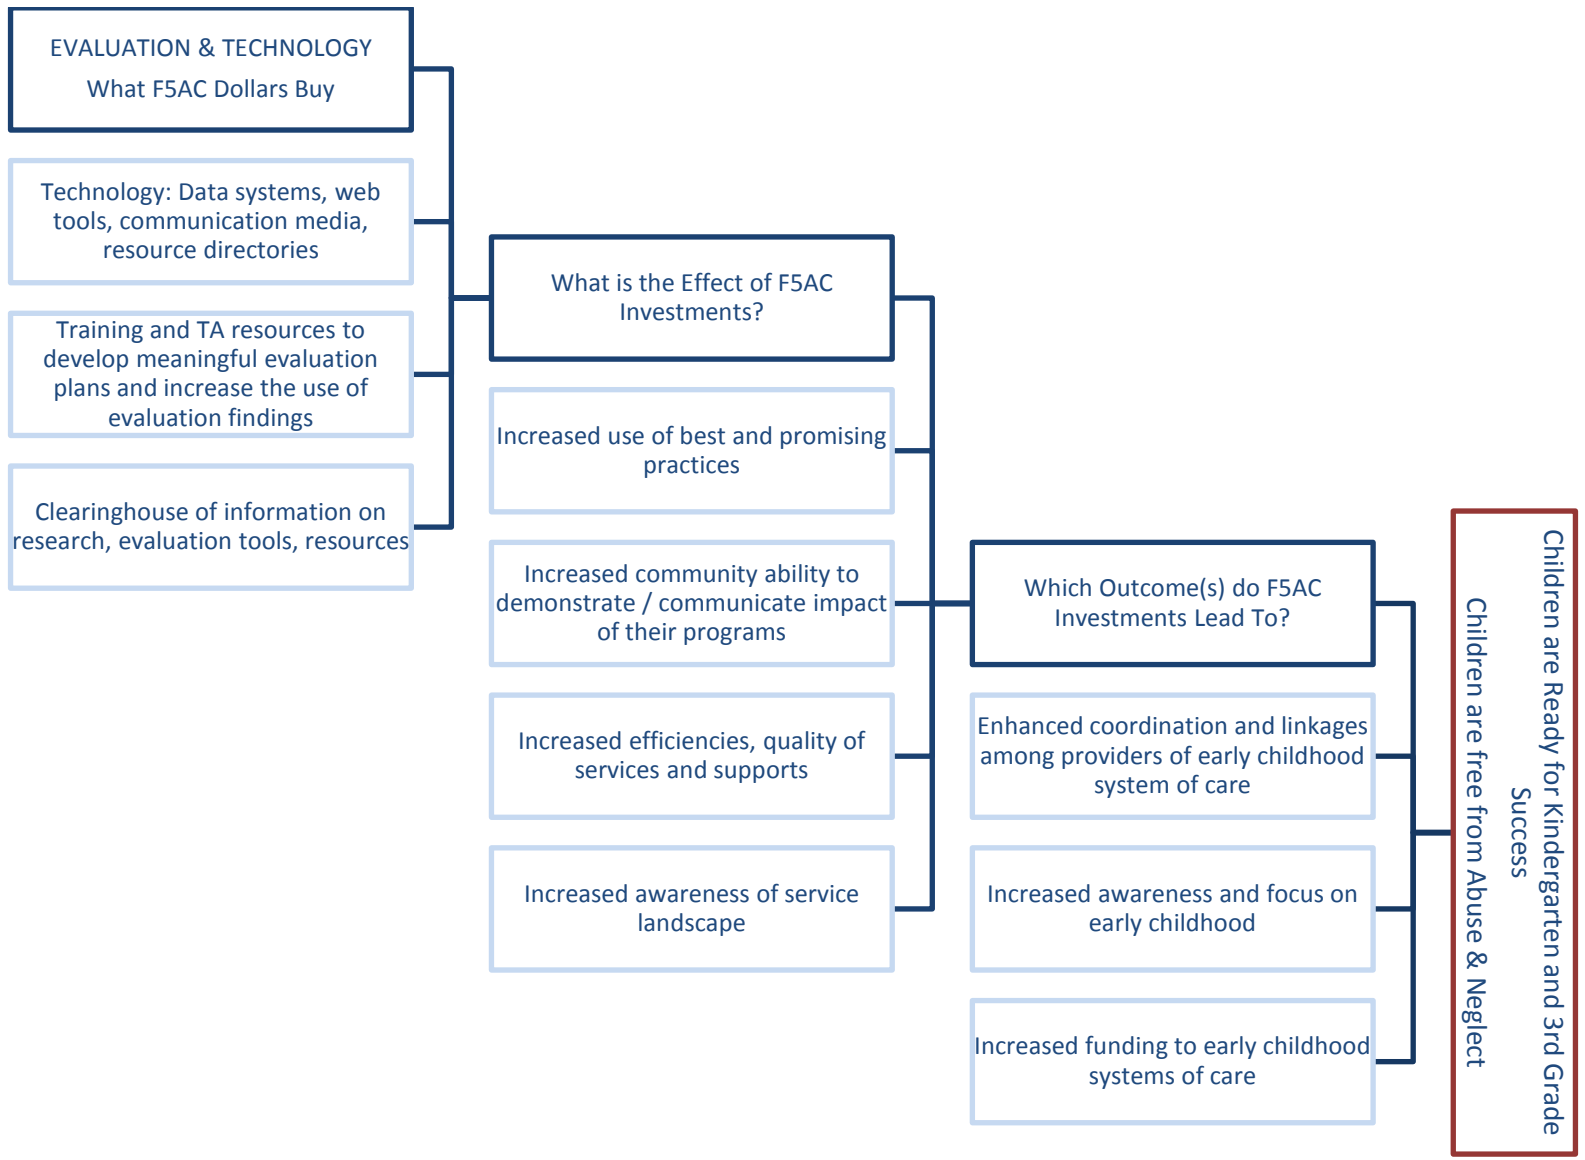 EVALUATION & TECHNOLOGY
What F5AC Dollars Buy
Technology: Data systems, web
tools, communication media,
resource directories
Training and TA resources to
develop meaningful evaluation
plans and increase the use of
evaluation findings
Clearinghouse of information on
research, evaluation tools, resources
What is the Effect of F5AC
Investments?
Increased use of best and promising
practices
Increased community ability to
demonstrate / communicate impact
of their programs
Increased efficiencies, quality of
services and supports
Increased awareness of service
landscape
Which Outcome(s) do F5AC
Investments Lead To?
Enhanced coordination and linkages
among providers of early childhood
system of care
Increased awareness and focus on
early childhood
Increased funding to early childhood
systems of care
Children are Ready for Kindergarten and 3rd Grade
Success
Children are free from Abuse & Neglect